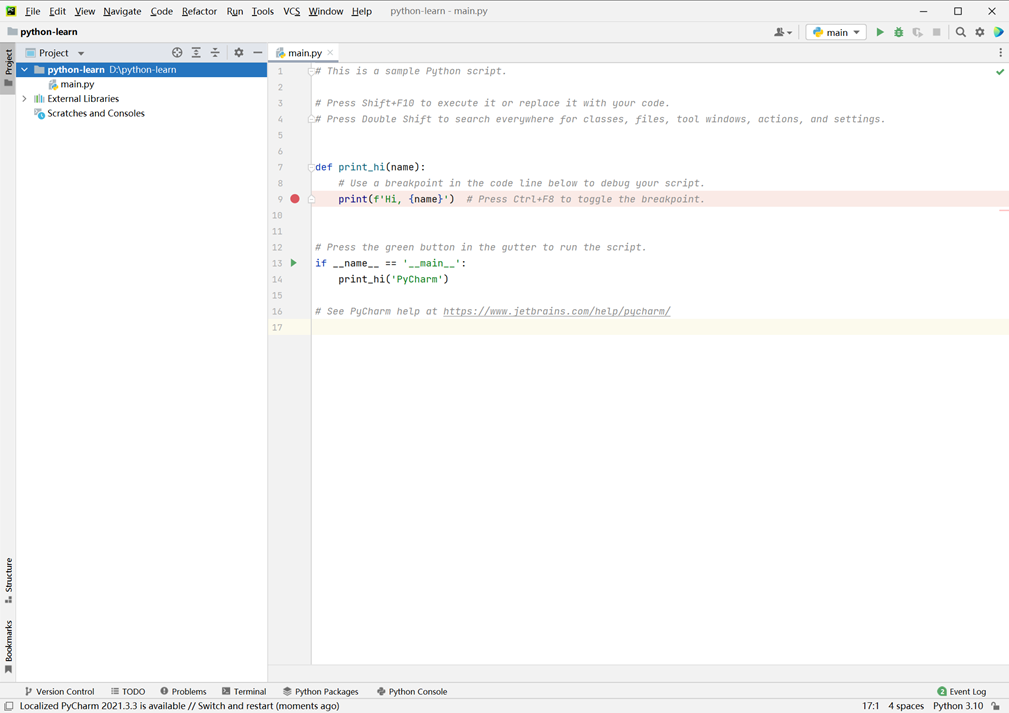 File Edit View Navigate Code Refactor Run Tools VCS Window Help python-learn - main.py
python-learn main
Project Project main.py
python-learn D:\python-learn
main.py
External Libraries
Scratches and Consoles
1 # This is a sample Python script.
2
3 # Press Shift+F10 to execute it or replace it with your code.
4 # Press Double Shift to search everywhere for classes, files, tool windows, actions, and settings.
5
6
7 def print_hi(name):
8 # Use a breakpoint in the code line below to debug your script.
9 print(f'Hi, {name}') # Press Ctrl+F8 to toggle the breakpoint.
10
11
12 # Press the green button in the gutter to run the script.
13 if __name__ == '__main__':
14 print_hi('PyCharm')
15
16 # See PyCharm help at https://www.jetbrains.com/help/pycharm/
17
Structure
Bookmarks
Version Control TODO Problems Terminal Python Packages Python Console 2 Event Log
Localized PyCharm 2021.3.3 is available // Switch and restart (moments ago) 17:1 4 spaces Python 3.10